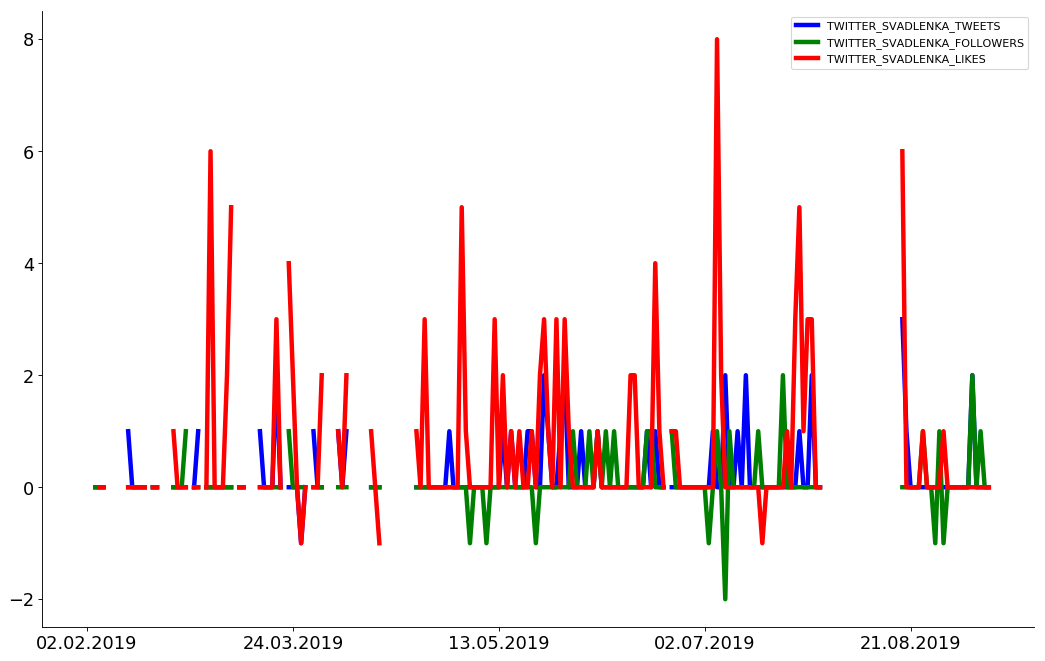 TWITTER_SVADLENKA_TWEETS
TWITTER_SVADLENKA_FOLLOWERS
TWITTER_SVADLENKA_LIKES
8
6
4
2
0
−2
02.02.2019 24.03.2019 13.05.2019 02.07.2019 21.08.2019